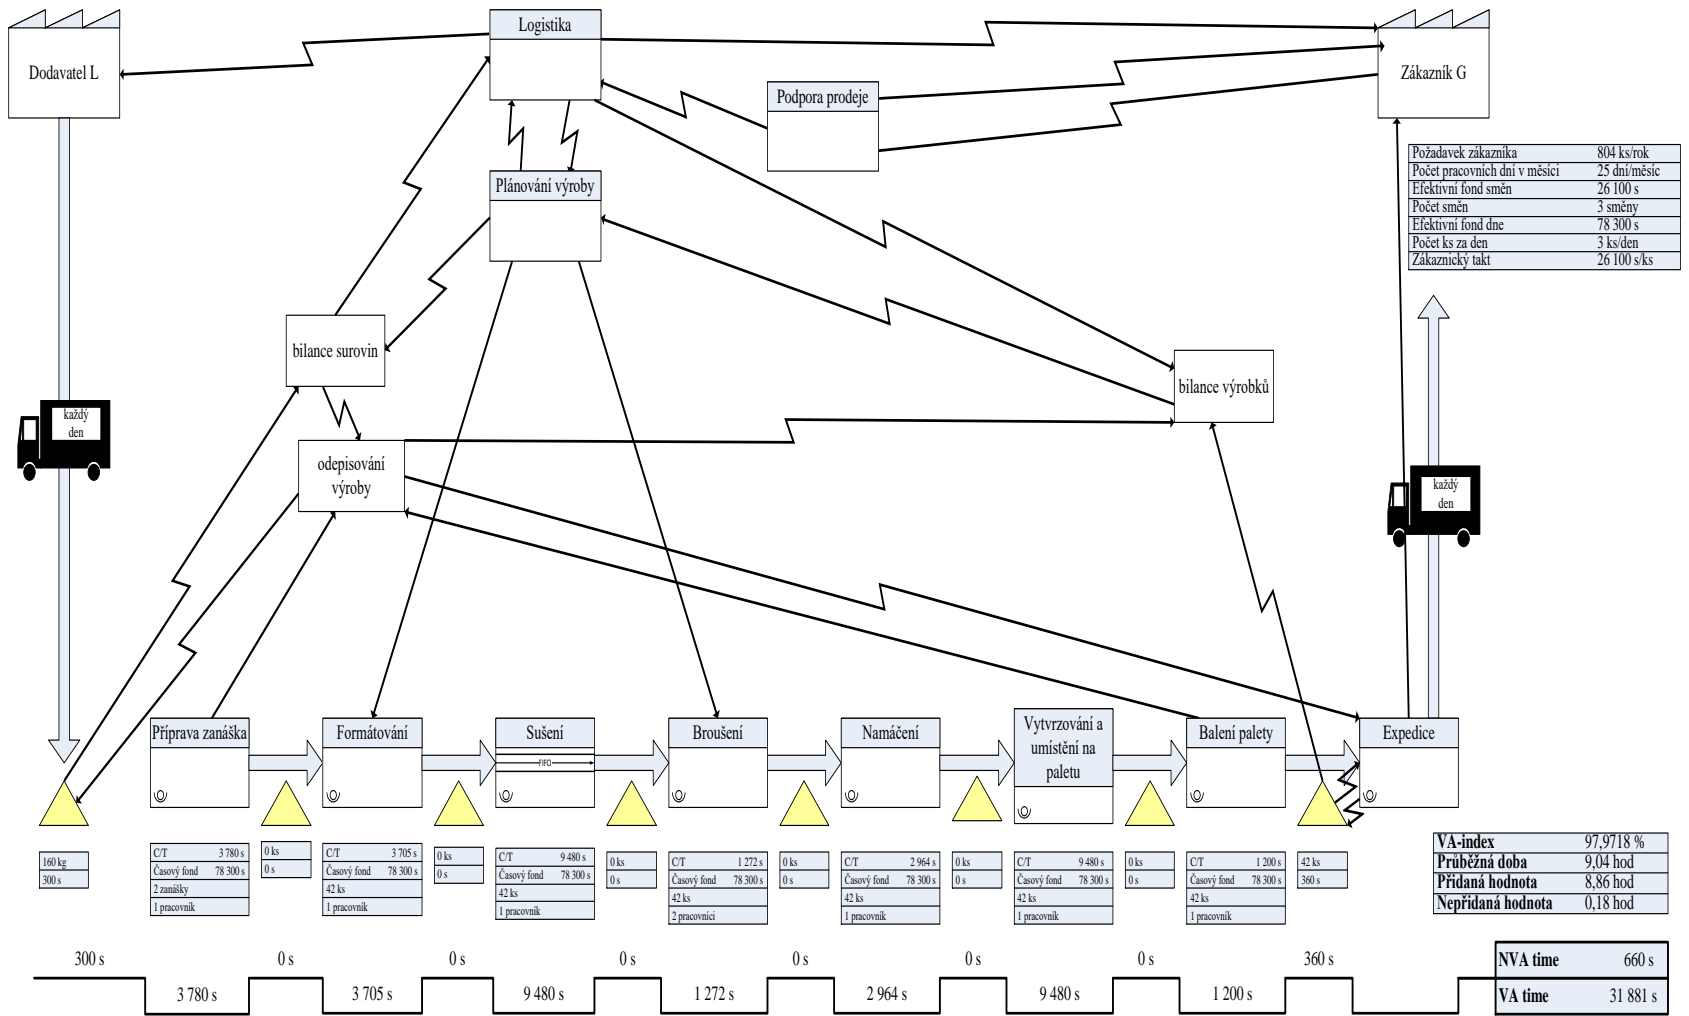 Logistika
Dodavatel L
Zákazník G
Podpora prodeje
Plánování výroby
Požadavek zákazníka 804 ks/rok
Počet pracovních dní v měsíci 25 dní/měsíc
Efektivní fond směn 26 100 s
Počet směn 3 směny
Efektivní fond dne 78 300 s
Počet ks za den 3 ks/den
Zákaznický takt 26 100 s/ks
bilance surovin
bilance výrobků
každý
den
odepisování
výroby
každý
den
Příprava zanáška
Formátování
Sušení
FIFO
Broušení
Namáčení
Vytvrzování a
umístění na
paletu
Balení palety
Expedice
160 kg
300 s
C/T 3 780 s
Časový fond 78 300 s
2 zanášky
1 pracovník
0 ks
0 s
C/T 3 705 s
Časový fond 78 300 s
42 ks
1 pracovník
0 ks
0 s
C/T 9 480 s
Časový fond 78 300 s
42 ks
1 pracovník
0 ks
0 s
C/T 1 272 s
Časový fond 78 300 s
42 ks
2 pracovníci
0 ks
0 s
C/T 2 964 s
Časový fond 78 300 s
42 ks
1 pracovník
0 ks
0 s
C/T 9 480 s
Časový fond 78 300 s
42 ks
1 pracovník
0 ks
0 s
C/T 1 200 s
Časový fond 78 300 s
42 ks
1 pracovník
42 ks
360 s
VA-index 97,9718 %
Průběžná doba 9,04 hod
Přidaná hodnota 8,86 hod
Nepřidaná hodnota 0,18 hod
300 s 0 s 0 s 0 s 0 s 0 s 0 s 360 s
3 780 s 3 705 s 9 480 s 1 272 s 2 964 s 9 480 s 1 200 s
NVA time 660 s
VA time 31 881 s